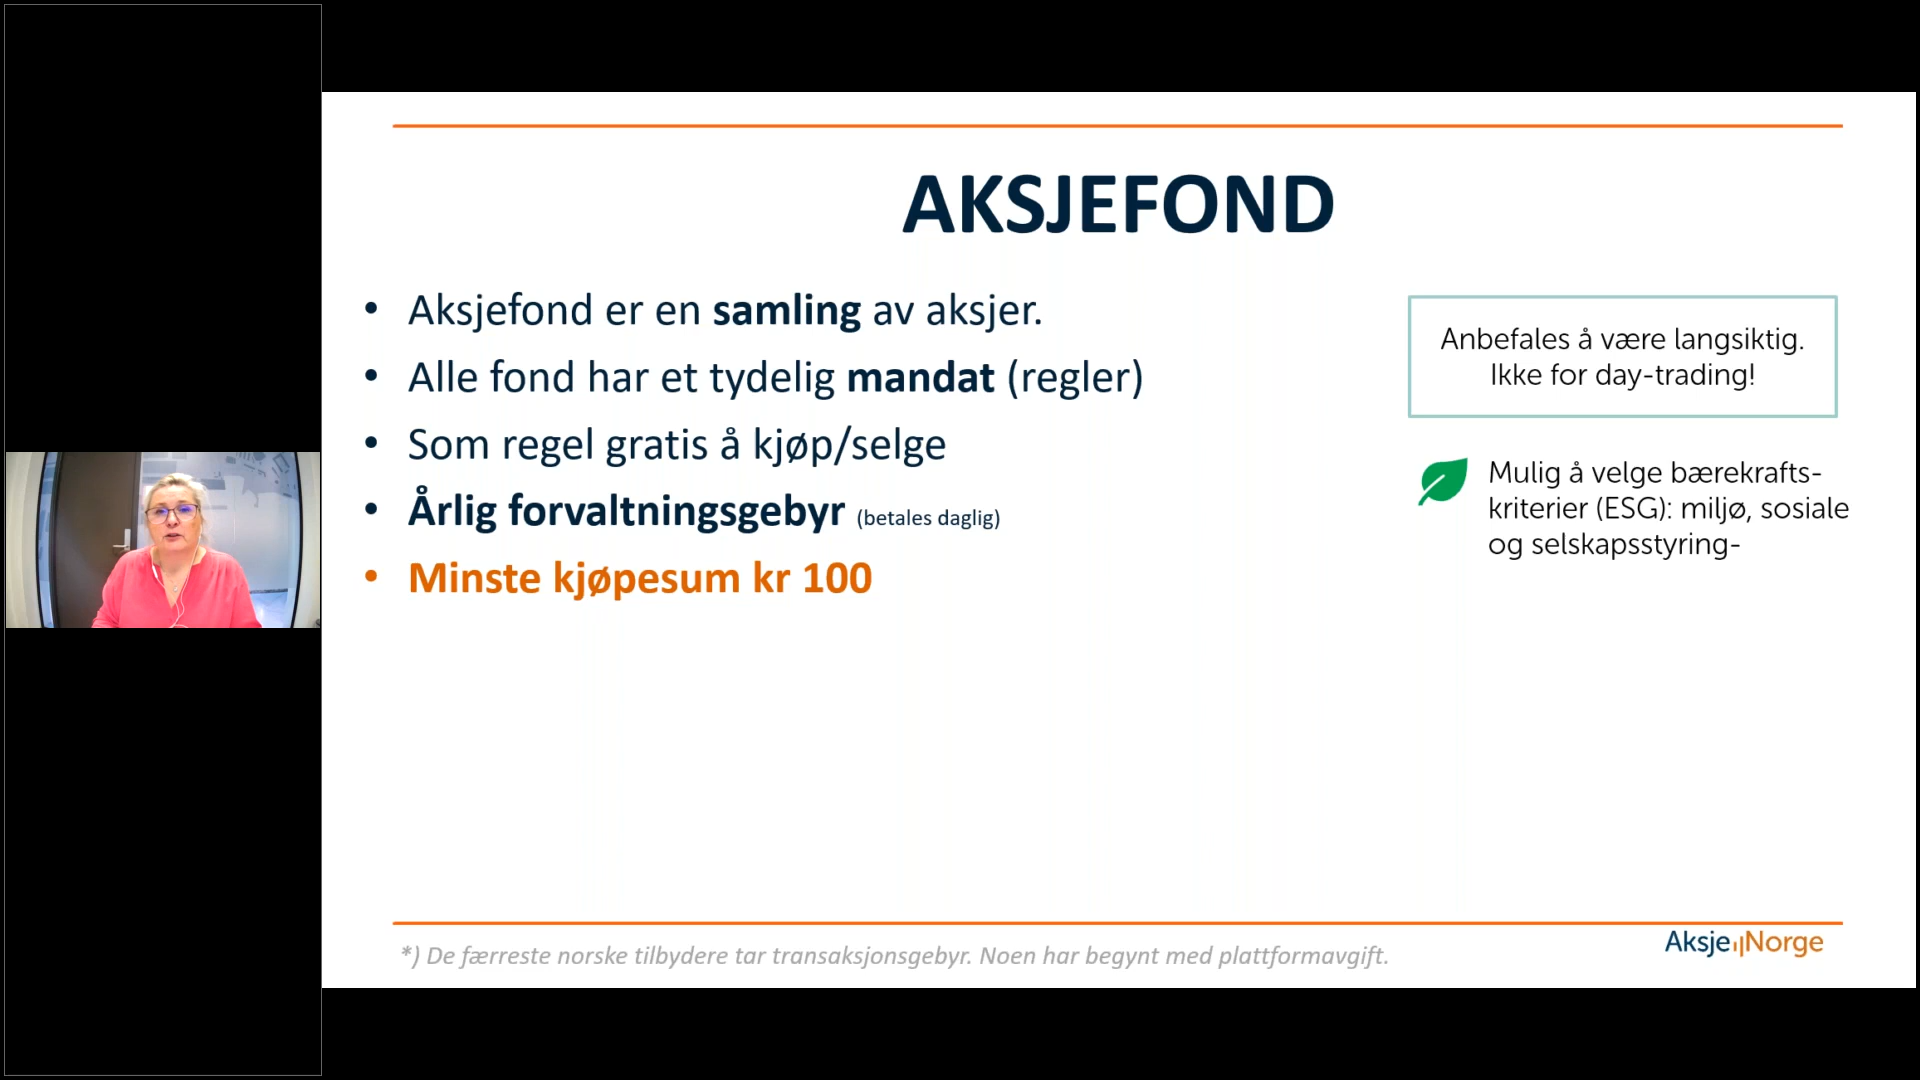 AKSJEFOND
• Aksjefond er en samling av aksjer.
• Alle fond har et tydelig mandat (regler)
• Som regel gratis å kjøp/selge
• Årlig forvaltningsgebyr (betales daglig)
• Minste kjøpesum kr 100
Anbefales å være langsiktig.
Ikke for day-trading!
Mulig å velge bærekrafts-
kriterier (ESG): miljø, sosiale
og selskapsstyring-
*) De færreste norske tilbydere tar transaksjonsgebyr. Noen har begynt med plattformavgift.
AksjeNorge